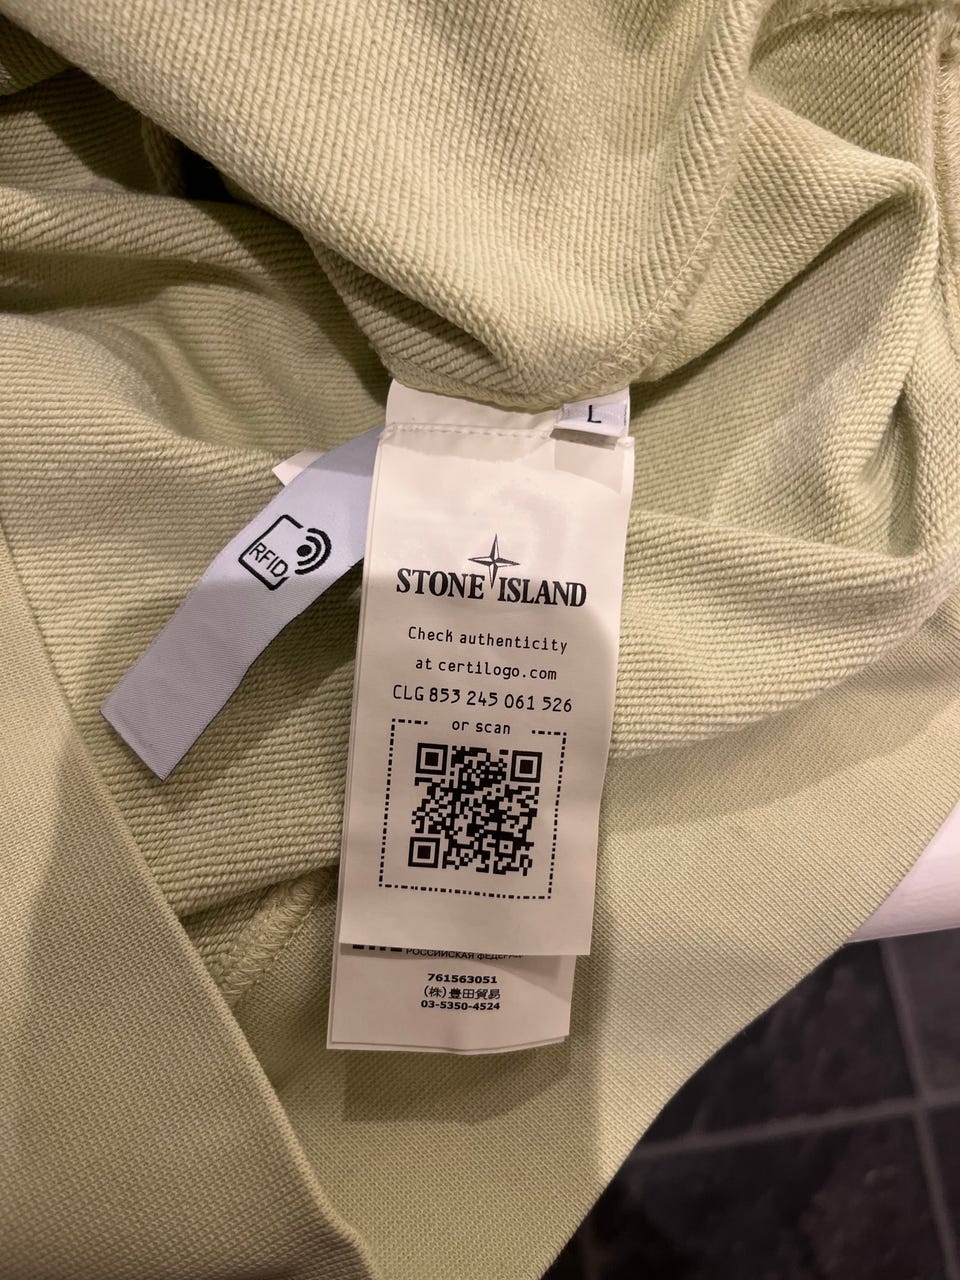 L
RFID
STONE ISLAND
Check authenticity
at certilogo.com
CLG 853 245 061 526
or scan
РОССИЙСКАЯ ФЕДЕРАЦ
761563051
(株)豊田貿易
03-5350-4524